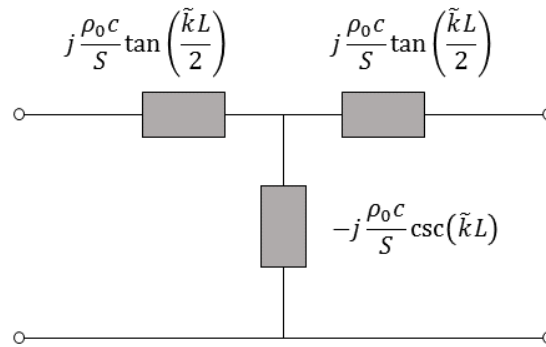 j ρ₀c/S tan(k̃L/2)
j ρ₀c/S tan(k̃L/2)
−j ρ₀c/S csc(k̃L)